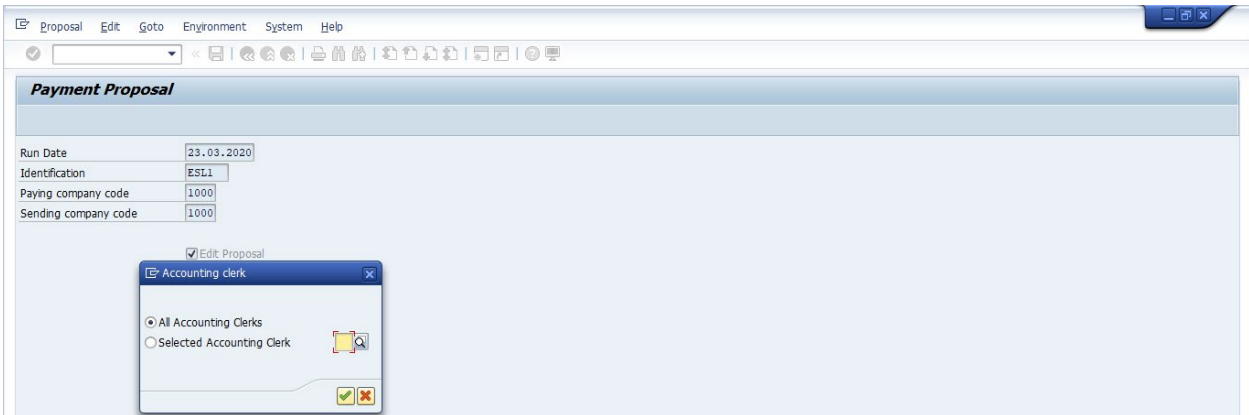 Proposal Edit Goto Environment System Help
Payment Proposal
Run Date 23.03.2020
Identification ESL1
Paying company code 1000
Sending company code 1000
Edit Proposal
Accounting clerk
All Accounting Clerks
Selected Accounting Clerk